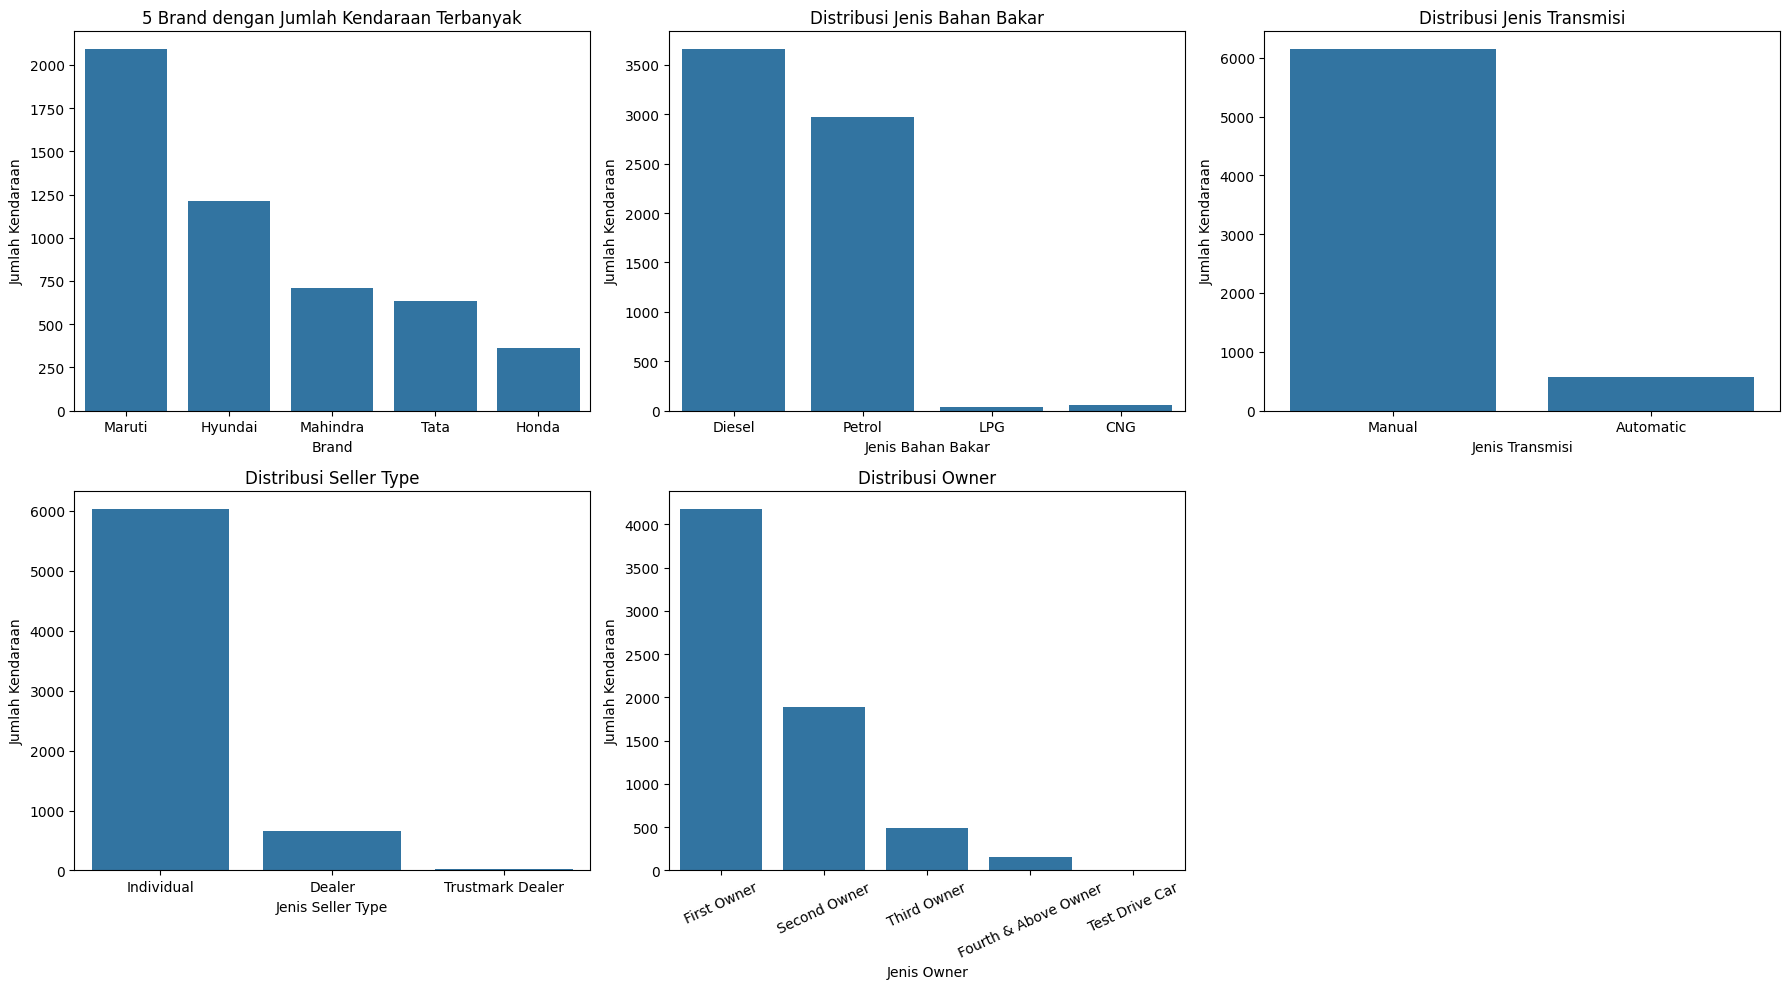 5 Brand dengan Jumlah Kendaraan Terbanyak
Jumlah Kendaraan
2000
1750
1500
1250
1000
750
500
250
0
Maruti Hyundai Mahindra Tata Honda
Brand
Distribusi Jenis Bahan Bakar
Jumlah Kendaraan
3500
3000
2500
2000
1500
1000
500
0
Diesel Petrol LPG CNG
Jenis Bahan Bakar
Distribusi Jenis Transmisi
Jumlah Kendaraan
6000
5000
4000
3000
2000
1000
0
Manual Automatic
Jenis Transmisi
Distribusi Seller Type
Jumlah Kendaraan
6000
5000
4000
3000
2000
1000
0
Individual Dealer Trustmark Dealer
Jenis Seller Type
Distribusi Owner
Jumlah Kendaraan
4000
3500
3000
2500
2000
1500
1000
500
0
First Owner
Second Owner
Third Owner
Fourth & Above Owner
Test Drive Car
Jenis Owner